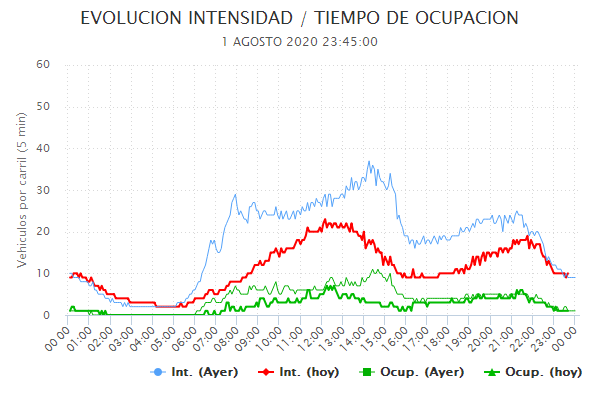 EVOLUCION INTENSIDAD / TIEMPO DE OCUPACION
1 AGOSTO 2020 23:45:00
Vehículos por carril (5 min)
60
50
40
30
20
10
0
00:00 01:00 02:00 03:00 04:00 05:00 06:00 07:00 08:00 09:00 10:00 11:00 12:00 13:00 14:00 15:00 16:00 17:00 18:00 19:00 20:00 21:00 22:00 23:00 00:00
Int. (Ayer) Int. (hoy) Ocup. (Ayer) Ocup. (hoy)